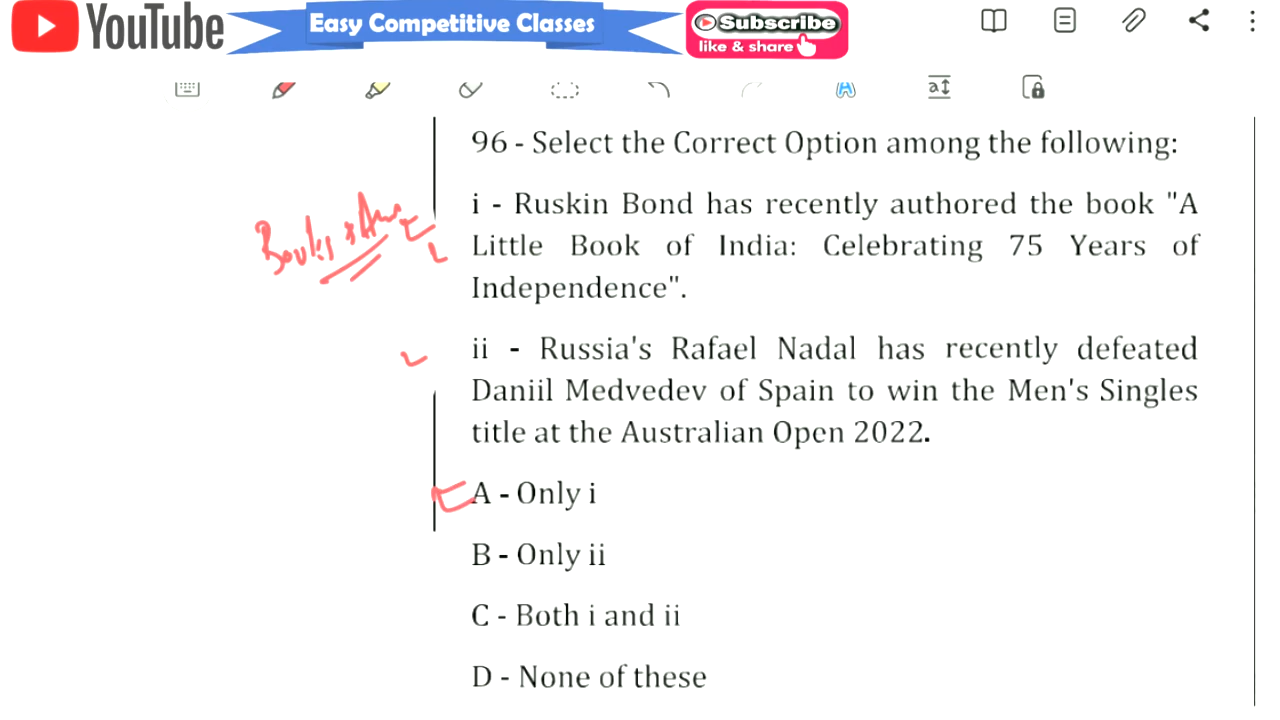 YouTube
Easy Competitive Classes
Subscribe
like & share
96 - Select the Correct Option among the following:
i - Ruskin Bond has recently authored the book "A
Little Book of India: Celebrating 75 Years of
Independence".
ii - Russia's Rafael Nadal has recently defeated
Daniil Medvedev of Spain to win the Men's Singles
title at the Australian Open 2022.
A - Only i
B - Only ii
C - Both i and ii
D - None of these